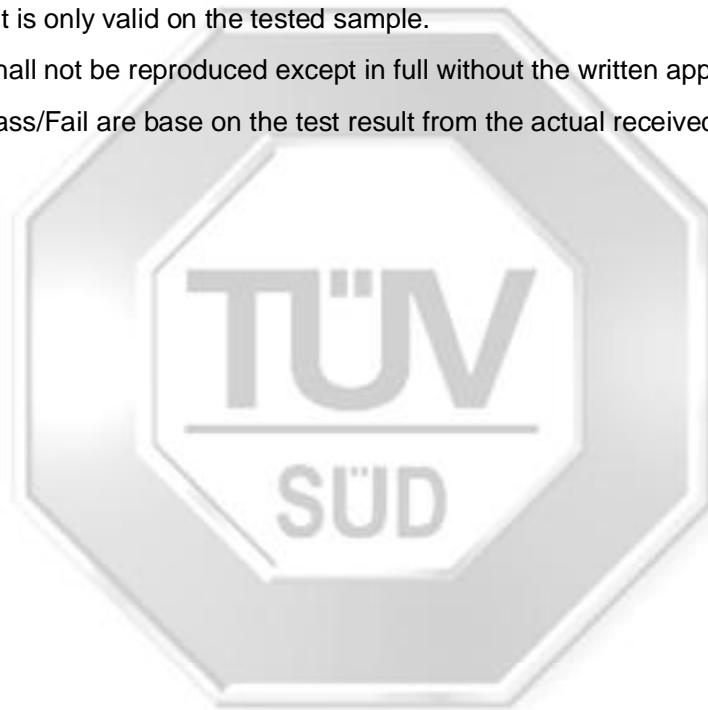 t is only valid on the tested sample.
hall not be reproduced except in full without the written app
ass/Fail are base on the test result from the actual received
TÜV
SÜD